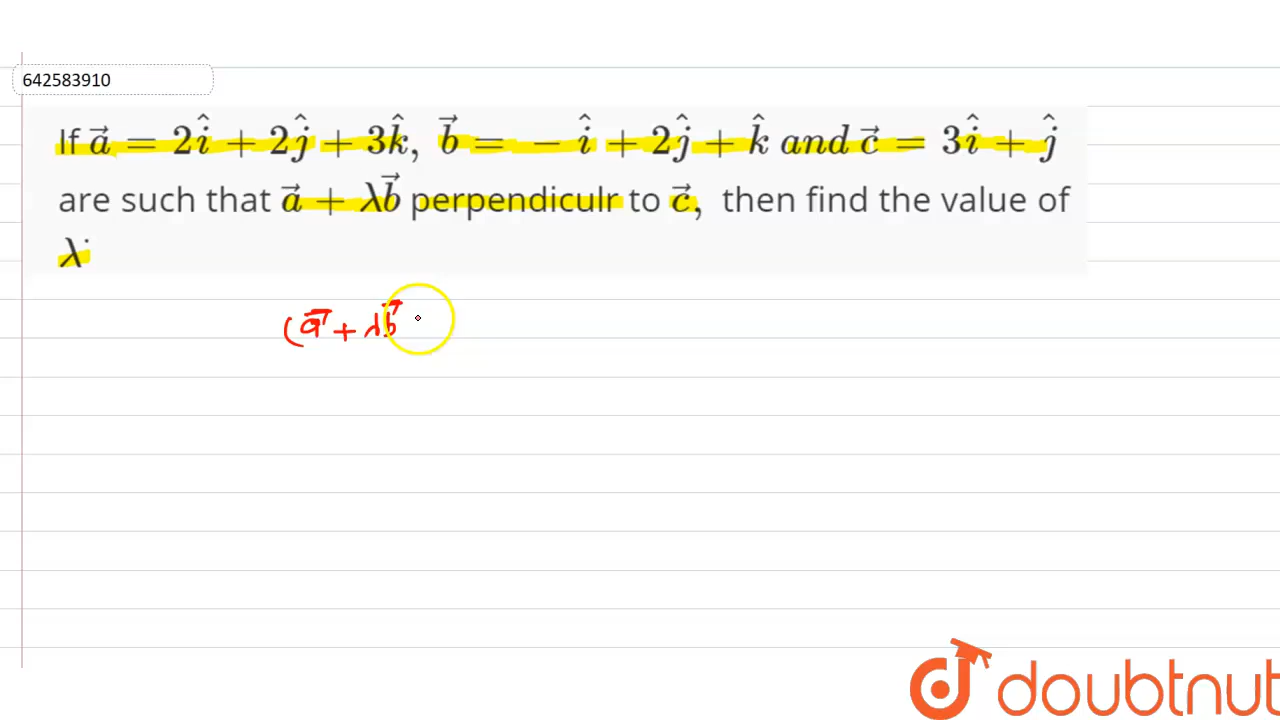 642583910
If $\vec{a} = 2\hat{i} + 2\hat{j} + 3\hat{k}, \vec{b} = -\hat{i} + 2\hat{j} + \hat{k}$ and $\vec{c} = 3\hat{i} + \hat{j}$
are such that $\vec{a} + \lambda\vec{b}$ perpendiculr to $\vec{c},$ then find the value of
$\lambda^{\cdot}$
$(\vec{a} + \lambda\vec{b}$
doubtnut